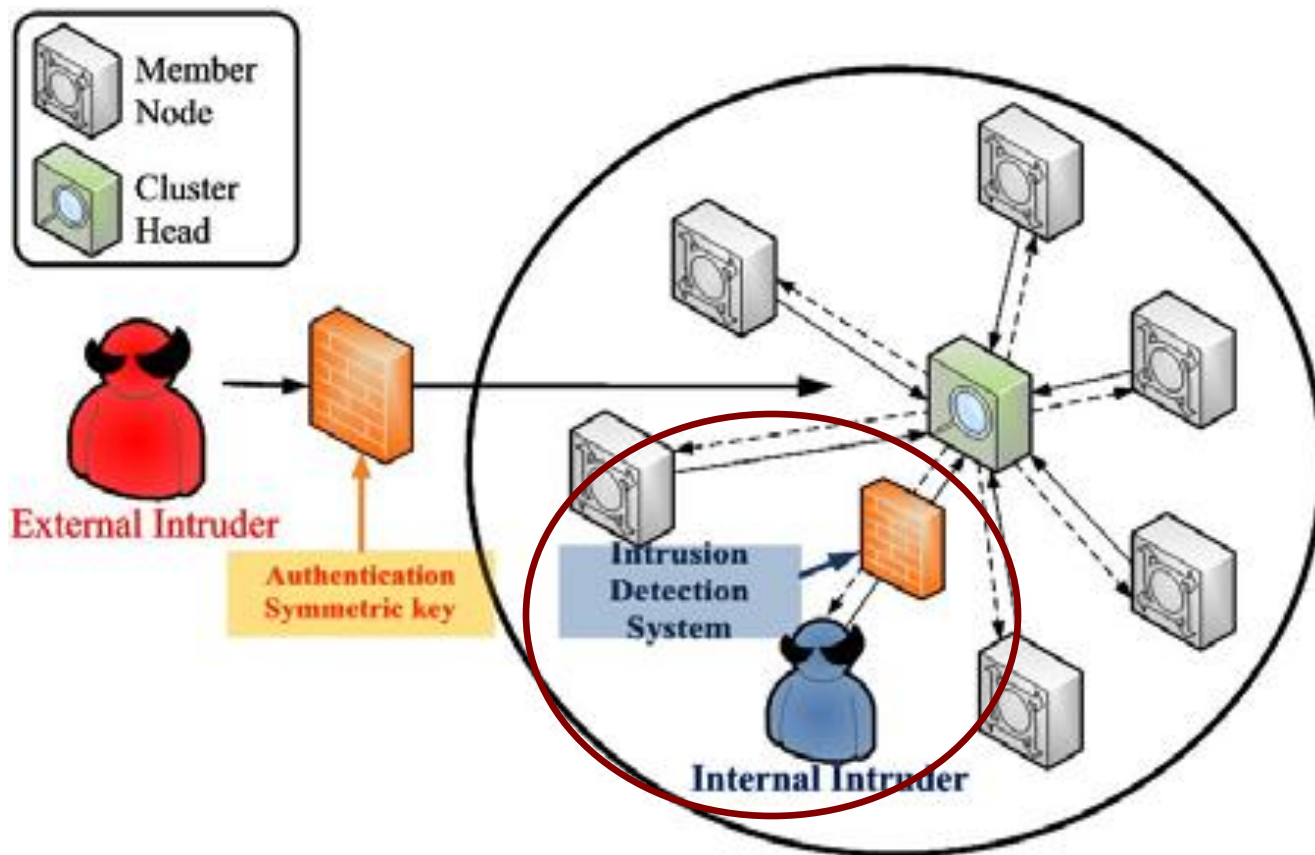 Member
Node
Cluster
Head
External Intruder
Authentication
Symmetric key
Intrusion
Detection
System
Internal Intruder